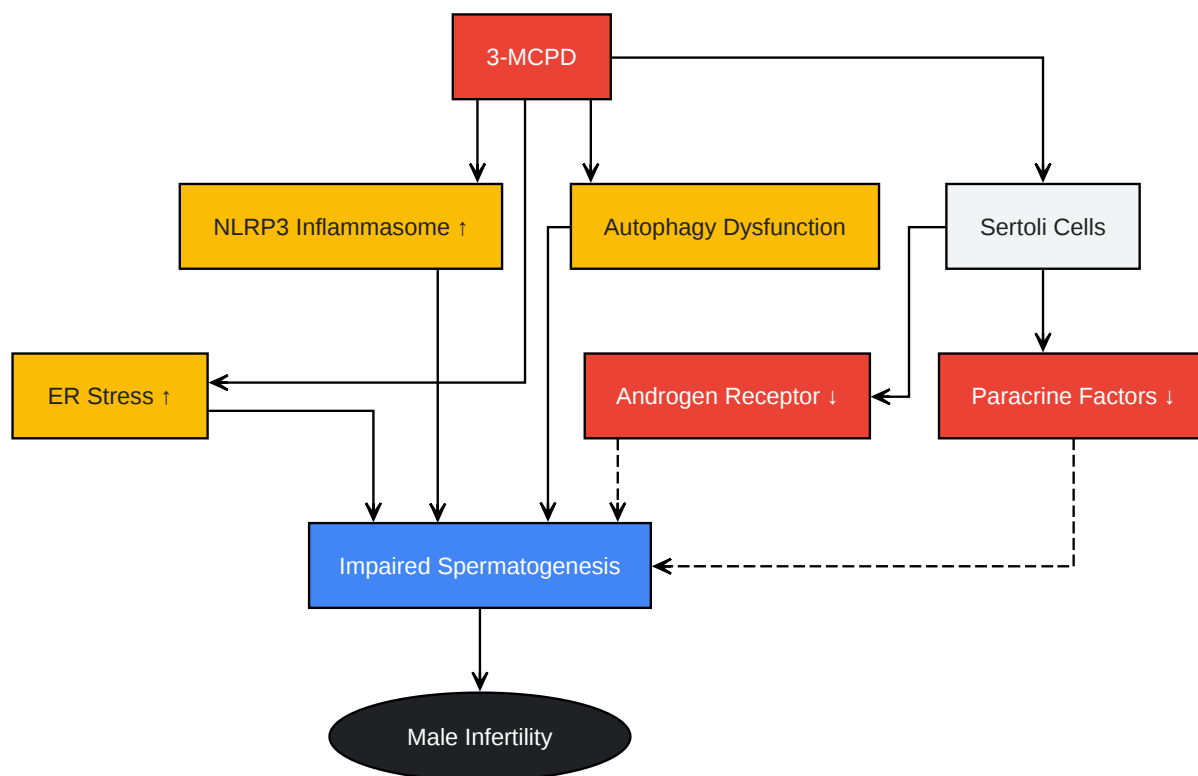 3-MCPD
NLRP3 Inflammasome ↑
Autophagy Dysfunction
Sertoli Cells
ER Stress ↑
Androgen Receptor ↓
Paracrine Factors ↓
Impaired Spermatogenesis
Male Infertility